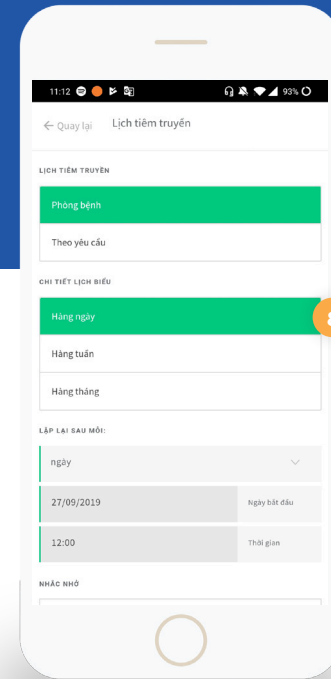 11:12 93%
← Quay lại Lịch tiêm truyền
LỊCH TIÊM TRUYỀN
Phòng bệnh
Theo yêu cầu
CHI TIẾT LỊCH BIỂU
Hàng ngày
Hàng tuần
Hàng tháng
LẶP LẠI SAU MỖI:
ngày
27/09/2019 Ngày bắt đầu
12:00 Thời gian
NHẮC NHỞ